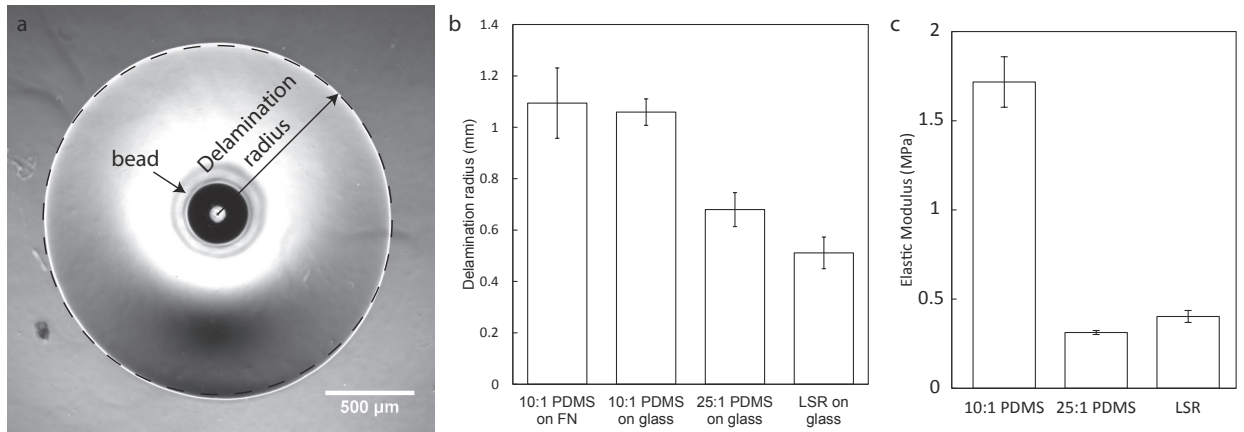 a
bead
Delamination
radius
500 µm
b
Delamination radius (mm)
1.4
1.2
1
0.8
0.6
0.4
0.2
0
10:1 PDMS
on FN
10:1 PDMS
on glass
25:1 PDMS
on glass
LSR on
glass
c
Elastic Modulus (MPa)
2
1.5
1
0.5
0
10:1 PDMS
25:1 PDMS
LSR